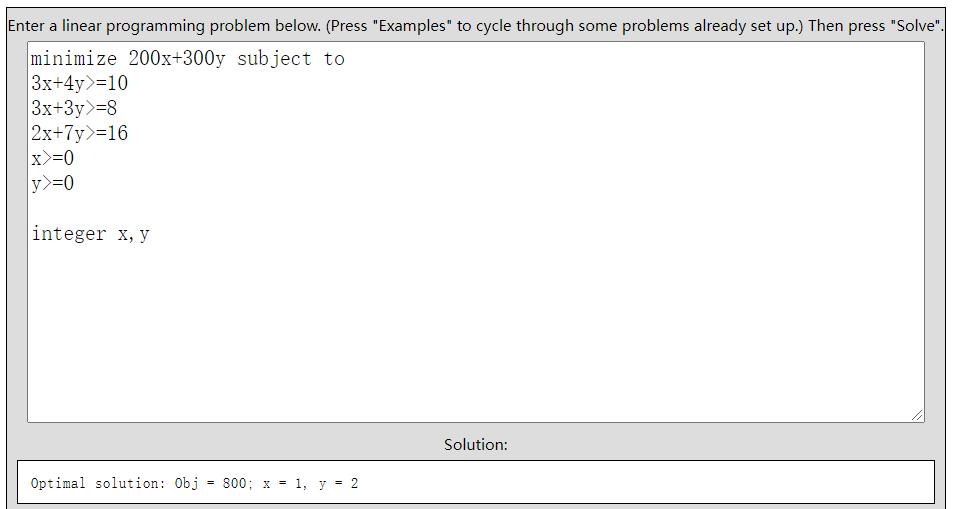 Enter a linear programming problem below. (Press "Examples" to cycle through some problems already set up.) Then press "Solve".
minimize 200x+300y subject to
3x+4y>=10
3x+3y>=8
2x+7y>=16
x>=0
y>=0
integer x,y
Solution:
Optimal solution: Obj = 800; x = 1, y = 2